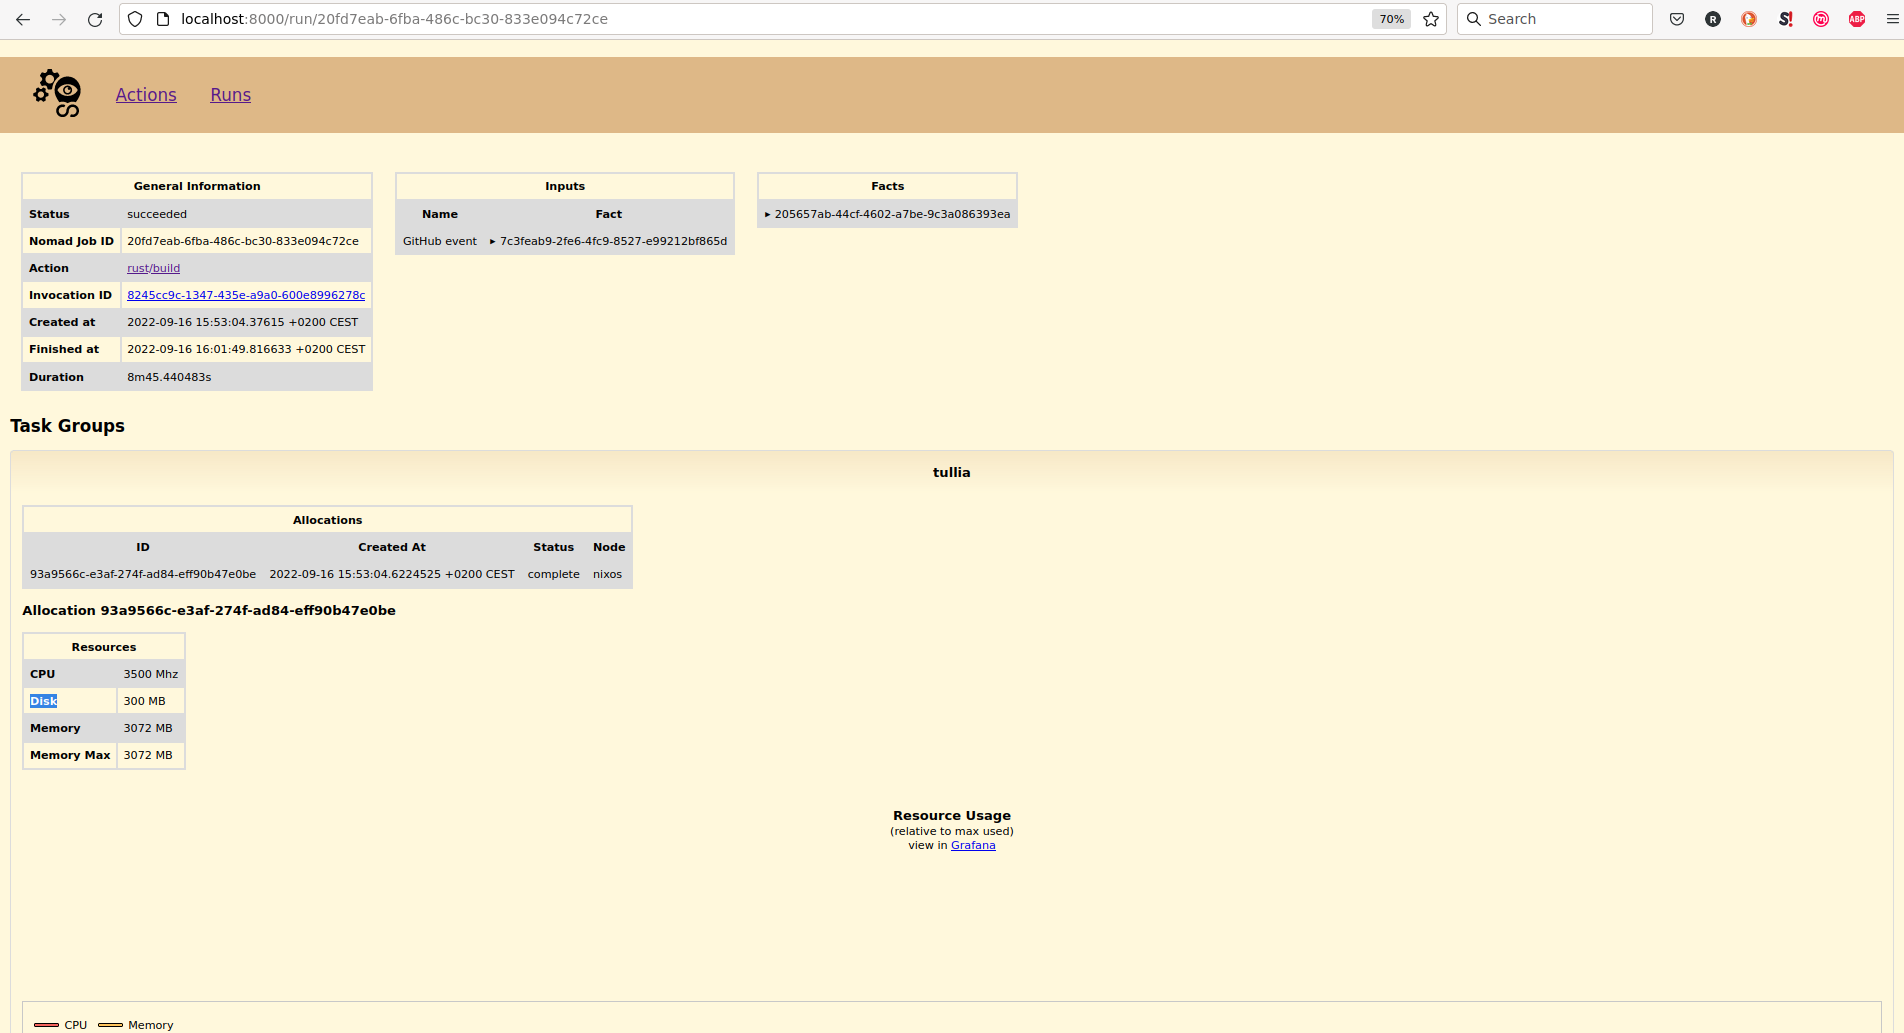 localhost:8000/run/20fd7eab-6fba-486c-bc30-833e094c72ce
70%
Search
R
S!
m
ABP
Actions
Runs
General Information
Status succeeded
Nomad Job ID 20fd7eab-6fba-486c-bc30-833e094c72ce
Action rust/build
Invocation ID 8245cc9c-1347-435e-a9a0-600e8996278c
Created at 2022-09-16 15:53:04.37615 +0200 CEST
Finished at 2022-09-16 16:01:49.816633 +0200 CEST
Duration 8m45.440483s
Inputs
Name Fact
GitHub event ▸ 7c3feab9-2fe6-4fc9-8527-e99212bf865d
Facts
▸ 205657ab-44cf-4602-a7be-9c3a086393ea
Task Groups
tullia
Allocations
ID Created At Status Node
93a9566c-e3af-274f-ad84-eff90b47e0be 2022-09-16 15:53:04.6224525 +0200 CEST complete nixos
Allocation 93a9566c-e3af-274f-ad84-eff90b47e0be
Resources
CPU 3500 Mhz
Disk 300 MB
Memory 3072 MB
Memory Max 3072 MB
Resource Usage
(relative to max used)
view in Grafana
CPU Memory